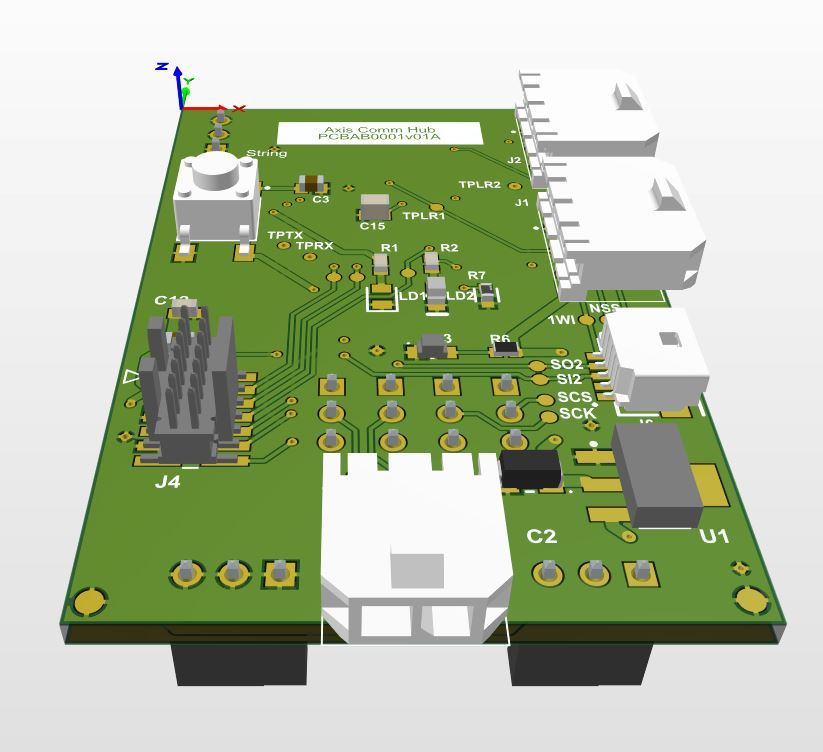 Z
Y
X
Axis Comm Hub
PCBAB0001v01A
String
J2
C3
TPLR2
J1
TPLR1
C15
TPTX
TPRX
R1
R2
R7
LD1
LD2
NSS
1WI
3
R6
SO2
SI2
SCS
SCK
J4
C2
U1